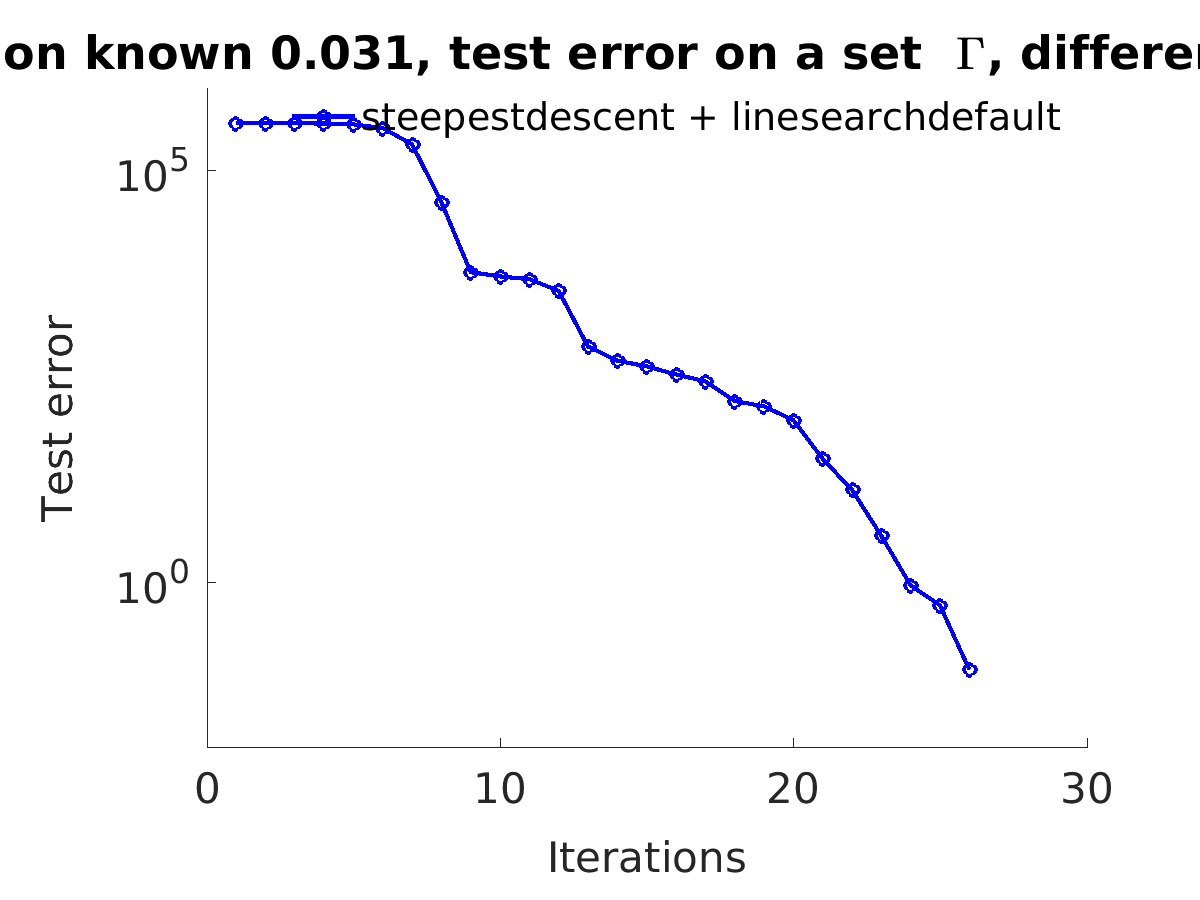 on known 0.031, test error on a set Γ, differe
steepestdescent + linesearchdefault
10^5
10^0
Test error
0 10 20 30
Iterations